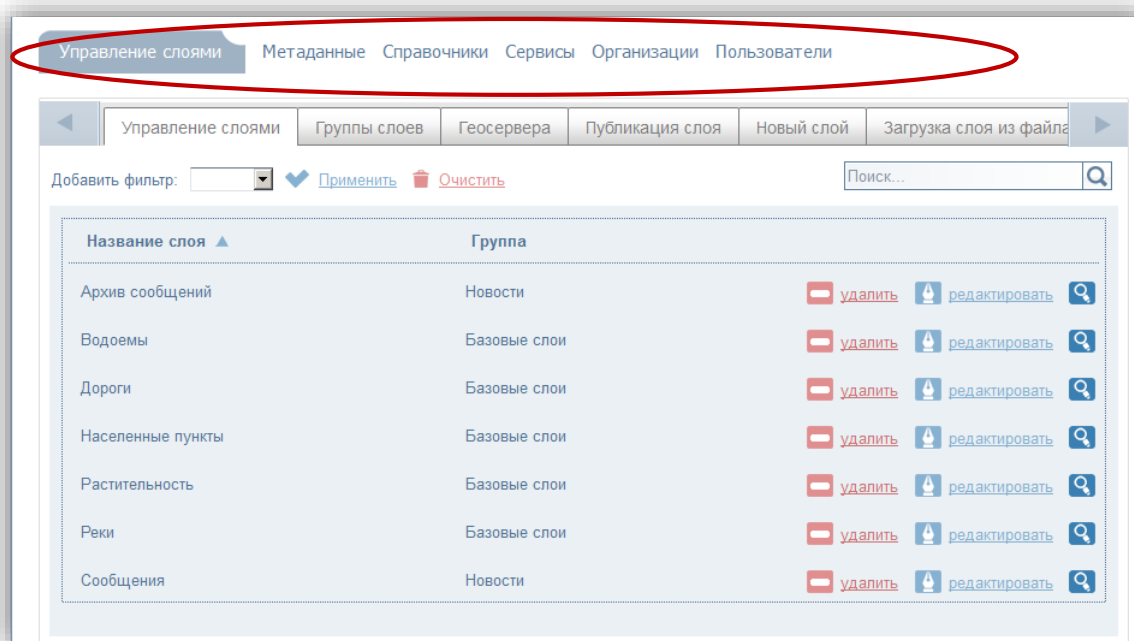 Управление слоями Метаданные Справочники Сервисы Организации Пользователи
Управление слоями Группы слоев Геосервера Публикация слоя Новый слой Загрузка слоя из файла
Добавить фильтр: Применить Очистить Поиск...
Название слоя Группа
Архив сообщений Новости удалить редактировать
Водоемы Базовые слои удалить редактировать
Дороги Базовые слои удалить редактировать
Населенные пункты Базовые слои удалить редактировать
Растительность Базовые слои удалить редактировать
Реки Базовые слои удалить редактировать
Сообщения Новости удалить редактировать